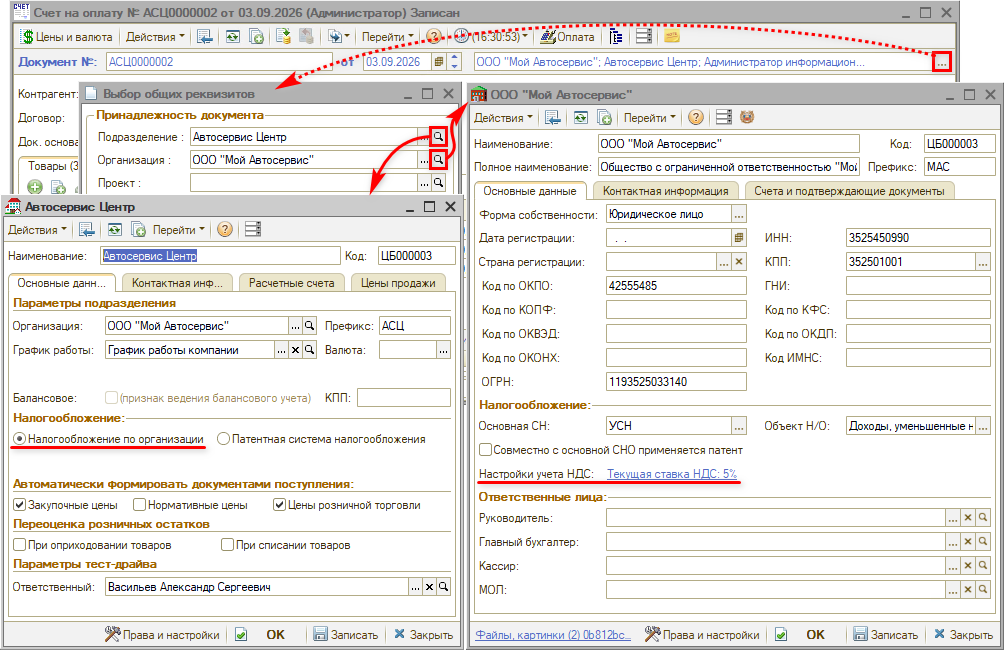 Счет на оплату № АСЦ0000002 от 03.09.2026 (Администратор) Записан
Цены и валюта Действия Перейти (16:30:53) Оплата
Документ №: АСЦ0000002 от 03.09.2026 ООО "Мой Автосервис"; Автосервис Центр; Администратор информацион...
Контрагент:
Договор:
Док. основа
Товары (3
Выбор общих реквизитов
Принадлежность документа
Подразделение : Автосервис Центр
Организация : ООО "Мой Автосервис"
Проект :
Автосервис Центр
Действия Перейти
Наименование: Автосервис Центр Код: ЦБ000003
Основные данн... Контактная инф... Расчетные счета Цены продажи
Параметры подразделения
Организация: ООО "Мой Автосервис" Префикс: АСЦ
График работы: График работы компании Валюта:
Балансовое: (признак ведения балансового учета) КПП:
Налогообложение:
Налогообложение по организации Патентная система налогообложения
Автоматически формировать документами поступления:
Закупочные цены Нормативные цены Цены розничной торговли
Переоценка розничных остатков
При оприходовании товаров При списании товаров
Параметры тест-драйва
Ответственный: Васильев Александр Сергеевич
Права и настройки OK Записать Закрыть
ООО "Мой Автосервис"
Действия Перейти
Наименование: ООО "Мой Автосервис" Код: ЦБ000003
Полное наименование: Общество с ограниченной ответственностью "Мой Префикс: МАС
Основные данные Контактная информация Счета и подтверждающие документы
Форма собственности: Юридическое лицо
Дата регистрации: . . ИНН: 3525450990
Страна регистрации: КПП: 352501001
Код по ОКПО: 42555485 ГНИ:
Код по КОПФ: Код по КФС:
Код по ОКВЭД: Код по ОКДП:
Код по ОКОНХ: Код ИМНС:
ОГРН: 1193525033140
Налогообложение:
Основная СН: УСН Объект Н/О: Доходы, уменьшенные н
Совместно с основной СНО применяется патент
Настройки учета НДС: Текущая ставка НДС: 5%
Ответственные лица:
Руководитель:
Главный бухгалтер:
Кассир:
МОЛ:
Файлы, картинки (2) 0b812bc... Права и настройки OK Записать Закрыть